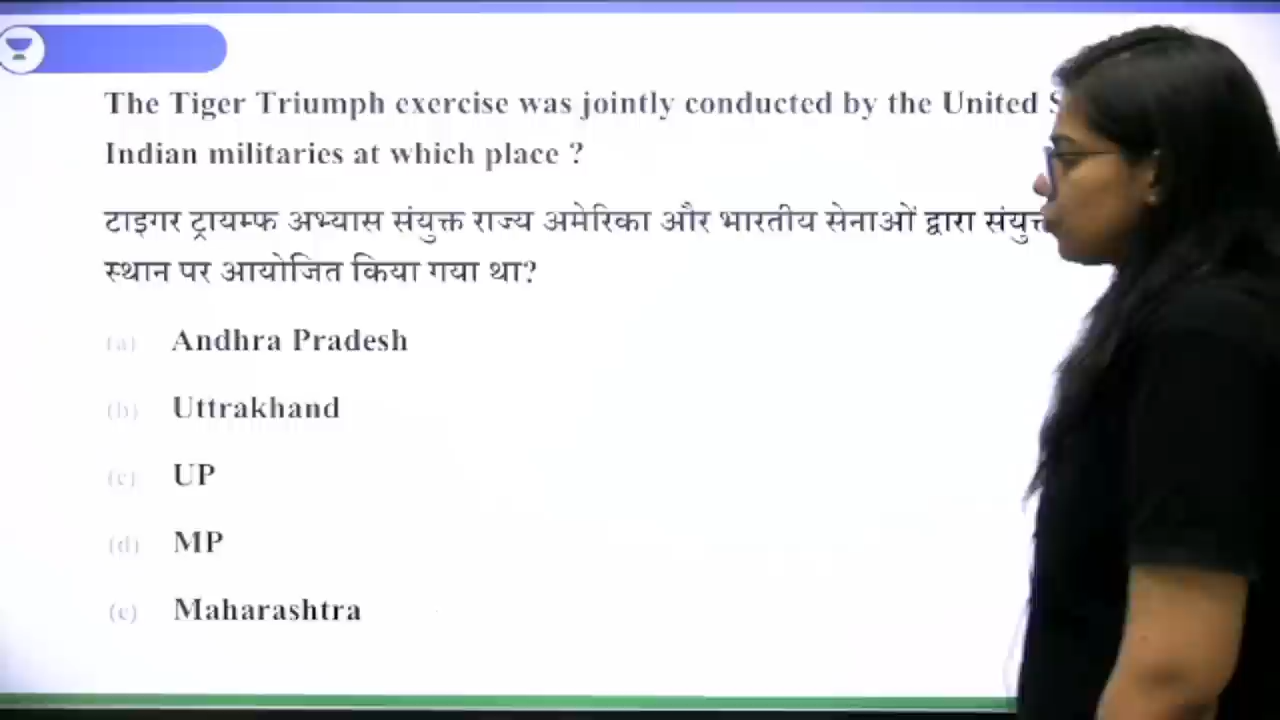 The Tiger Triumph exercise was jointly conducted by the United
Indian militaries at which place ?
टाइगर ट्रायम्फ अभ्यास संयुक्त राज्य अमेरिका और भारतीय सेनाओं द्वारा
स्थान पर आयोजित किया गया था?
(a) Andhra Pradesh
(b) Uttrakhand
(c) UP
(d) MP
(e) Maharashtra